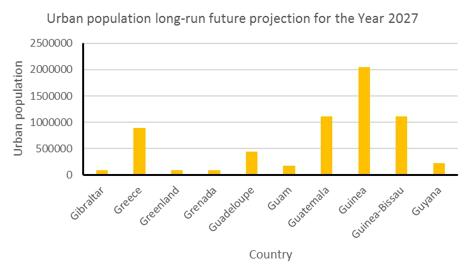 Urban population long-run future projection for the Year 2027
Urban population
2500000
2000000
1500000
1000000
500000
0
Gibraltar
Greece
Greenland
Grenada
Guadeloupe
Guam
Guatemala
Guinea
Guinea-Bissau
Guyana
Country